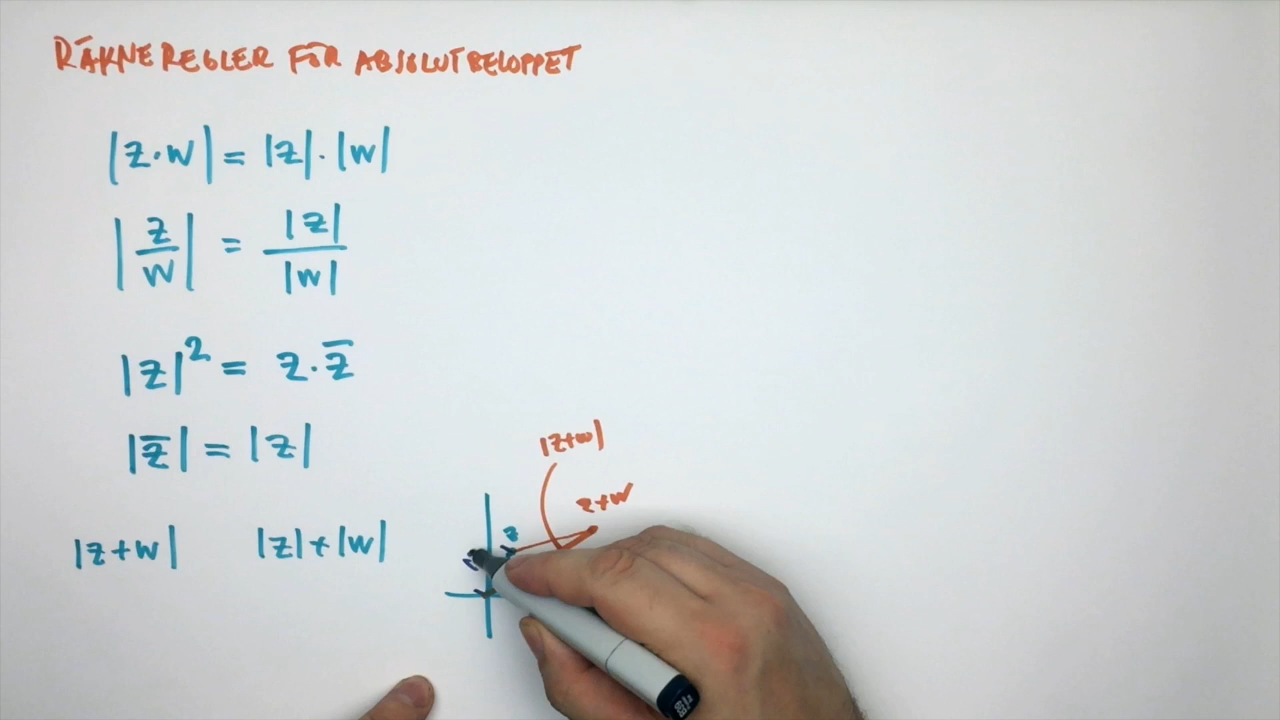 RÄKNEREGLER FÖR ABSOLUTBELOPPET
|z·w| = |z|·|w|
|z/w| = |z|/|w|
|z|² = z·z̄
|z̄| = |z|
|z+w|
z+w
z
|z+w| |z|+|w|